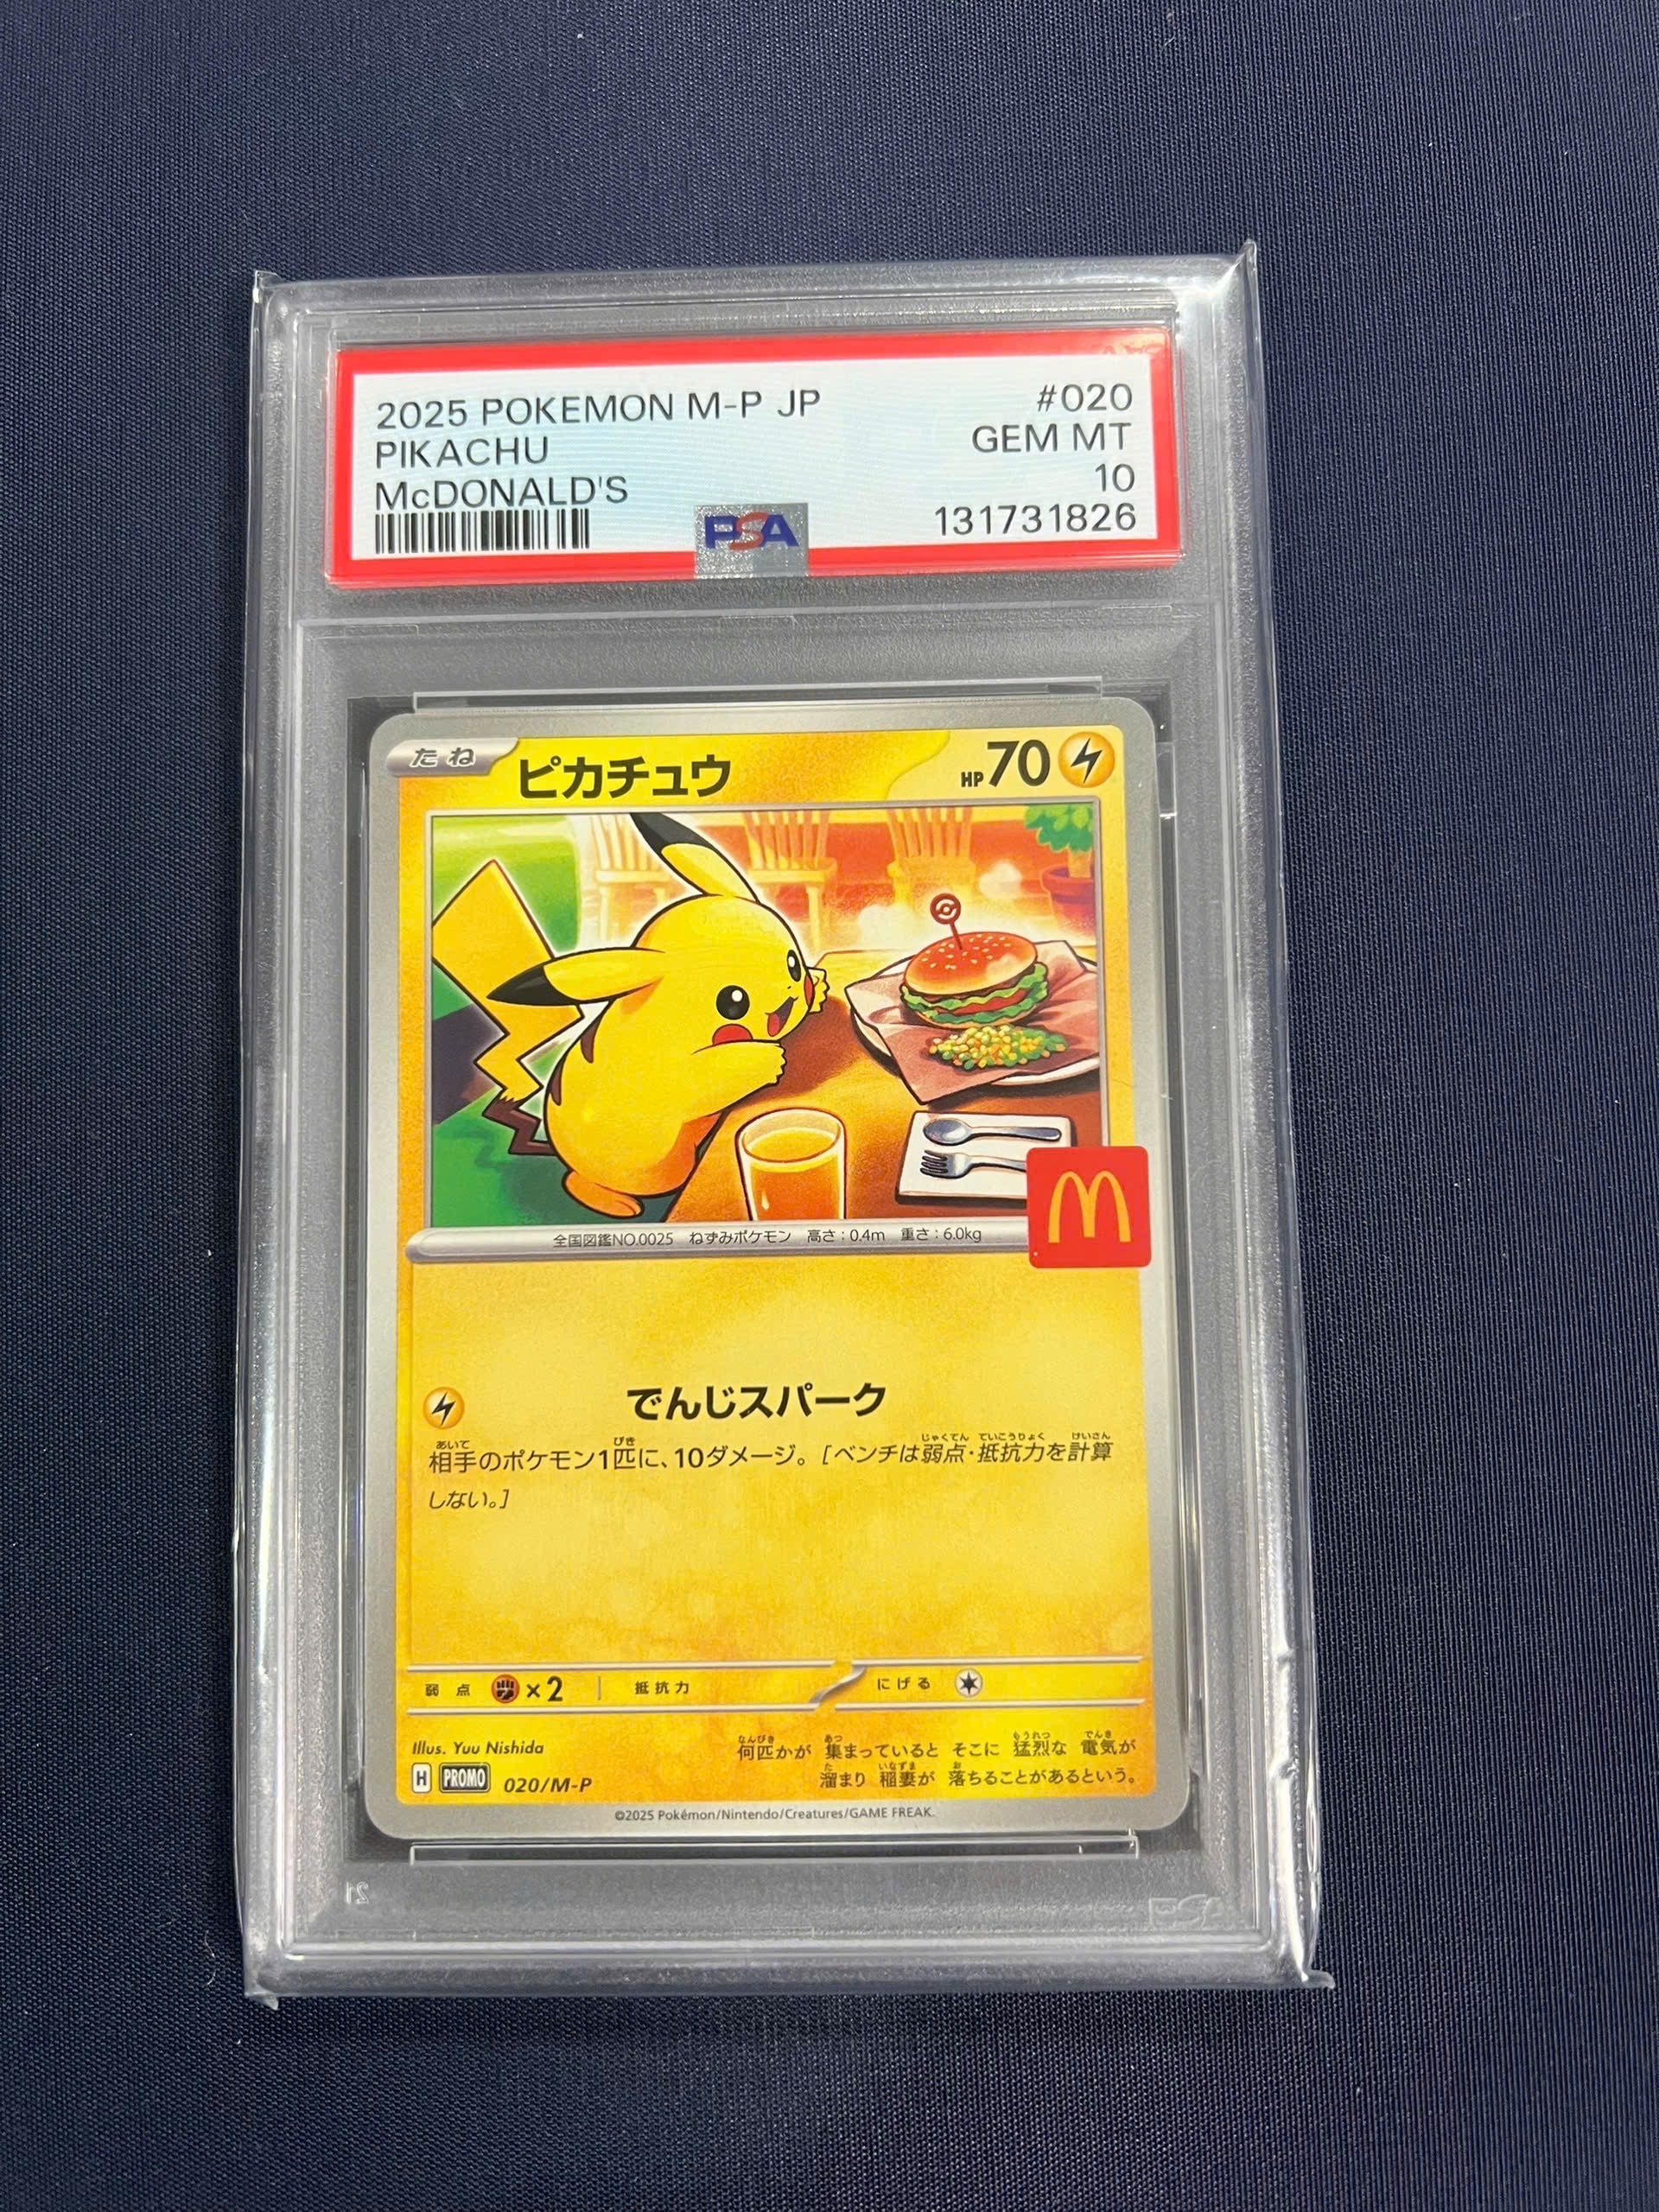 2025 POKEMON M-P JP #020
PIKACHU GEM MT
McDONALD'S 10
PSA 131731826
たね ピカチュウ HP70
全国図鑑NO.0025 ねずみポケモン 高さ:0.4m 重さ:6.0kg
M
でんじスパーク
相手のポケモン1匹に、10ダメージ。[ベンチは弱点・抵抗力を計算
しない。]
弱点 ×2 抵抗力 にげる
Illus. Yuu Nishida
H PROMO 020/M-P
何匹かが 集まっていると そこに 猛烈な 電気が
溜まり 稲妻が 落ちることがあるという。
©2025 Pokémon/Nintendo/Creatures/GAME FREAK.